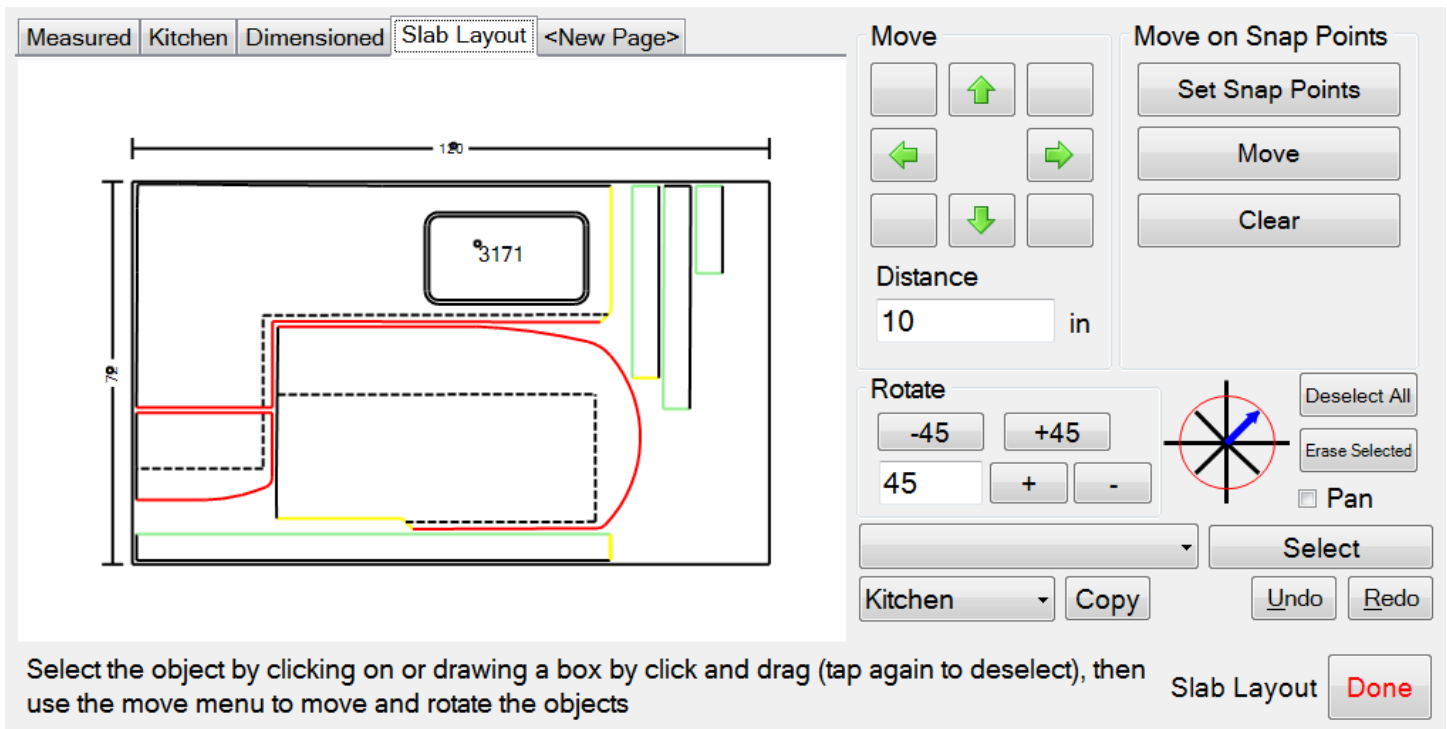 Measured Kitchen Dimensioned Slab Layout <New Page>
120
72
3171
Move
Distance
10 in
Move on Snap Points
Set Snap Points
Move
Clear
Rotate
-45 +45
45 + -
Deselect All
Erase Selected
Pan
Select
Kitchen Copy Undo Redo
Select the object by clicking on or drawing a box by click and drag (tap again to deselect), then
use the move menu to move and rotate the objects
Slab Layout Done